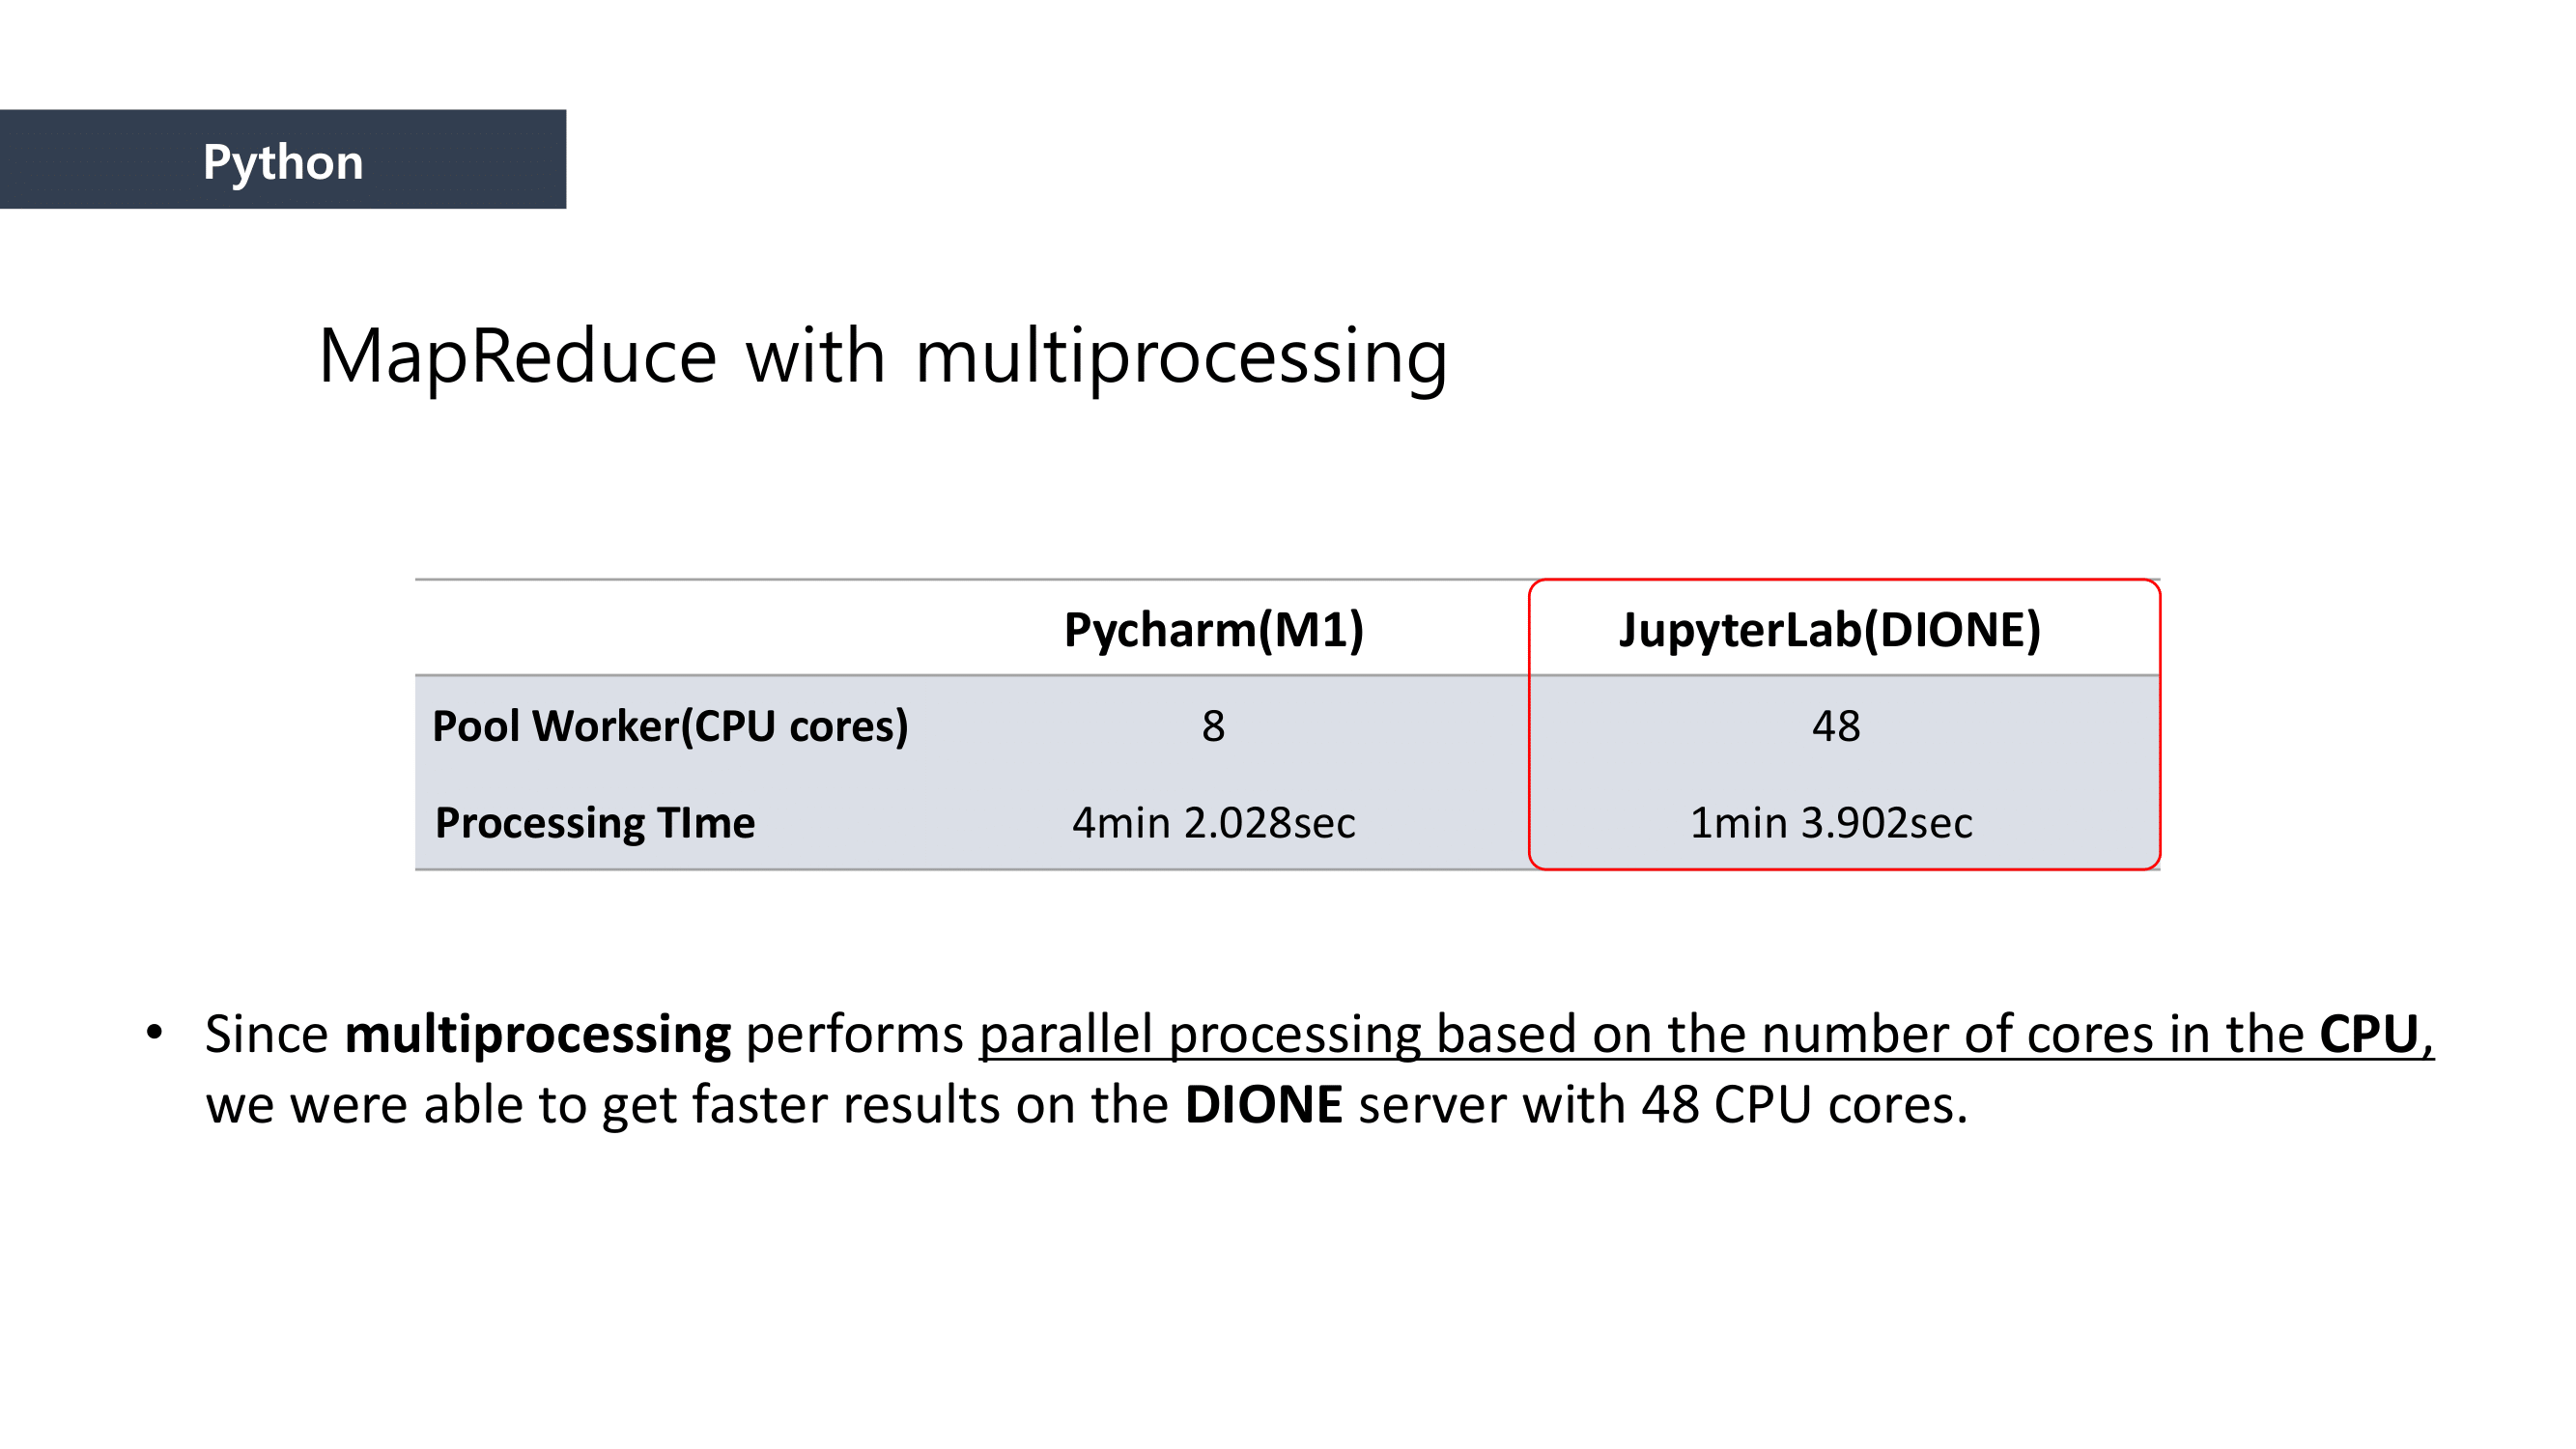 Python
MapReduce with multiprocessing
Pycharm(M1) JupyterLab(DIONE)
Pool Worker(CPU cores) 8 48
Processing TIme 4min 2.028sec 1min 3.902sec
• Since multiprocessing performs parallel processing based on the number of cores in the CPU,
we were able to get faster results on the DIONE server with 48 CPU cores.